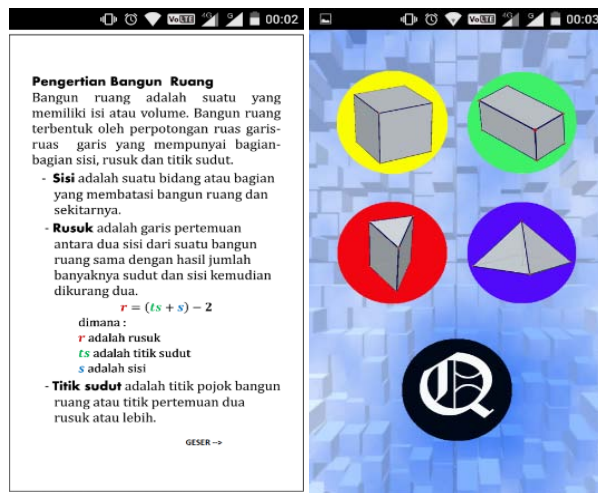 VoLTE 4G G 00:02
Pengertian Bangun Ruang
Bangun ruang adalah suatu yang
memiliki isi atau volume. Bangun ruang
terbentuk oleh perpotongan ruas garis-
ruas garis yang mempunyai bagian-
bagian sisi, rusuk dan titik sudut.
- Sisi adalah suatu bidang atau bagian
yang membatasi bangun ruang dan
sekitarnya.
- Rusuk adalah garis pertemuan
antara dua sisi dari suatu bangun
ruang sama dengan hasil jumlah
banyaknya sudut dan sisi kemudian
dikurang dua.
r = (ts + s) − 2
dimana :
r adalah rusuk
ts adalah titik sudut
s adalah sisi
- Titik sudut adalah titik pojok bangun
ruang atau titik pertemuan dua
rusuk atau lebih.
GESER -->
VoLTE 4G G 00:03
Q